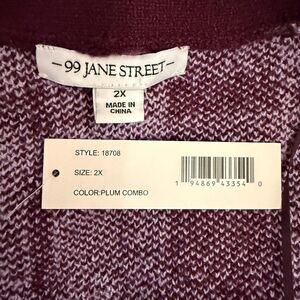 99 JANE STREET
2X
MADE IN
CHINA
STYLE: 18708
SIZE: 2X
COLOR:PLUM COMBO
1 94869 43354 0